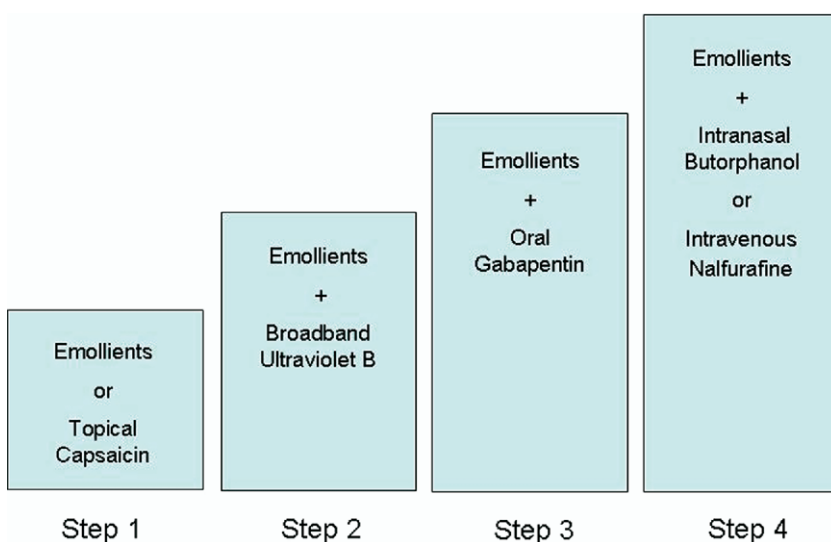 Emollients
or
Topical
Capsaicin
Step 1
Emollients
+
Broadband
Ultraviolet B
Step 2
Emollients
+
Oral
Gabapentin
Step 3
Emollients
+
Intranasal
Butorphanol
or
Intravenous
Nalfurafine
Step 4